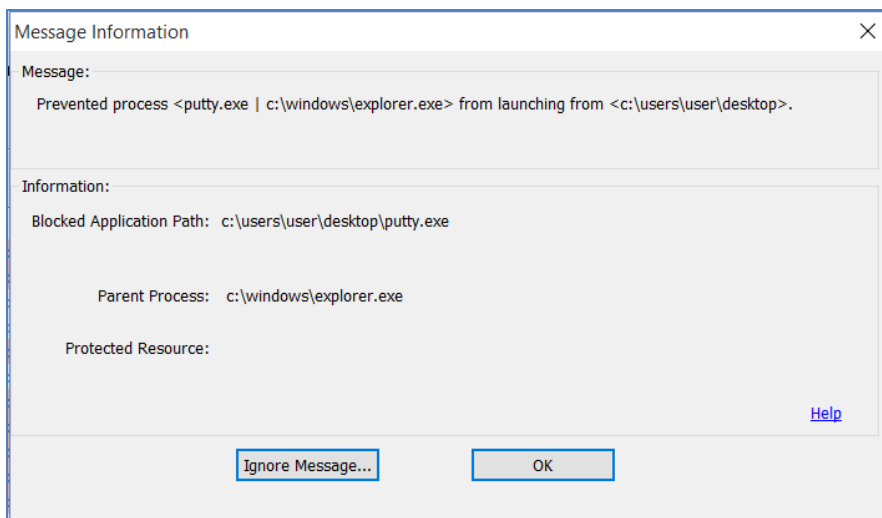 Message Information
Message:
Prevented process <putty.exe | c:\windows\explorer.exe> from launching from <c:\users\user\desktop>.
Information:
Blocked Application Path: c:\users\user\desktop\putty.exe
Parent Process: c:\windows\explorer.exe
Protected Resource:
Help
Ignore Message... OK